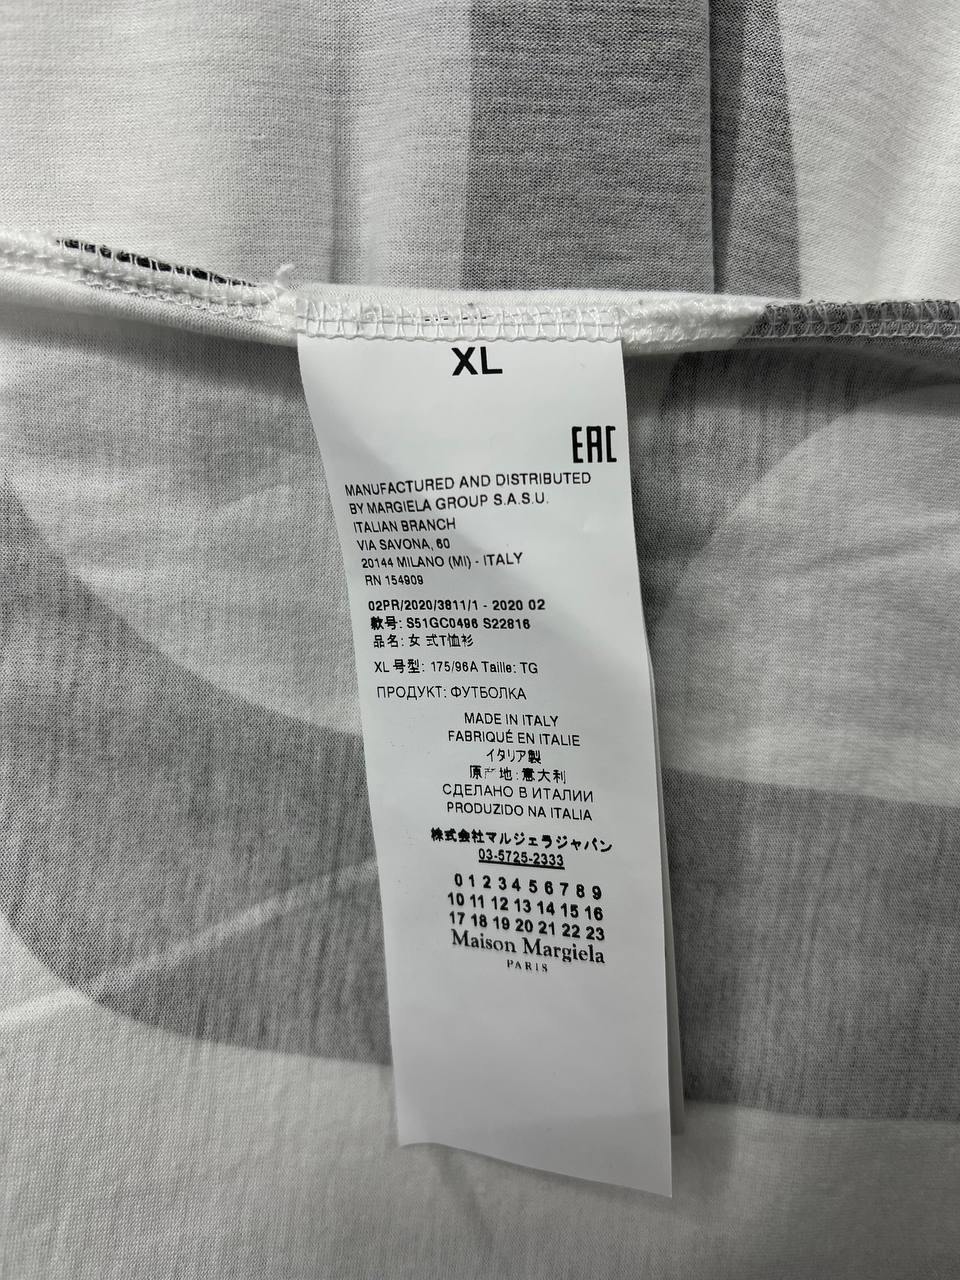 XL
EAC
MANUFACTURED AND DISTRIBUTED
BY MARGIELA GROUP S.A.S.U.
ITALIAN BRANCH
VIA SAVONA, 60
20144 MILANO (MI) - ITALY
RN 154909
02PR/2020/3811/1 - 2020 02
款号: S51GC0496 S22816
品名: 女 式T恤衫
XL 号型: 175/96A Taille: TG
ПРОДУКТ: ФУТБОЛКА
MADE IN ITALY
FABRIQUÉ EN ITALIE
イタリア製
原产地: 意大利
СДЕЛАНО В ИТАЛИИ
PRODUZIDO NA ITALIA
株式会社マルジェラジャパン
03-5725-2333
0 1 2 3 4 5 6 7 8 9
10 11 12 13 14 15 16
17 18 19 20 21 22 23
Maison Margiela
PARIS